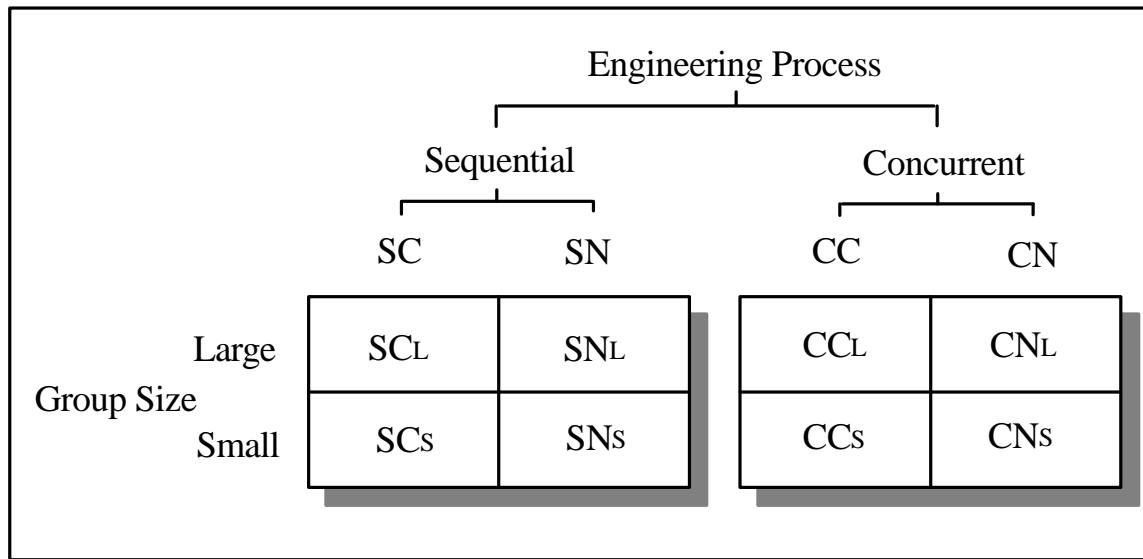 Engineering Process
Sequential Concurrent
SC SN CC CN
Large SCL SNL CCL CNL
Group Size
Small SCS SNS CCS CNS